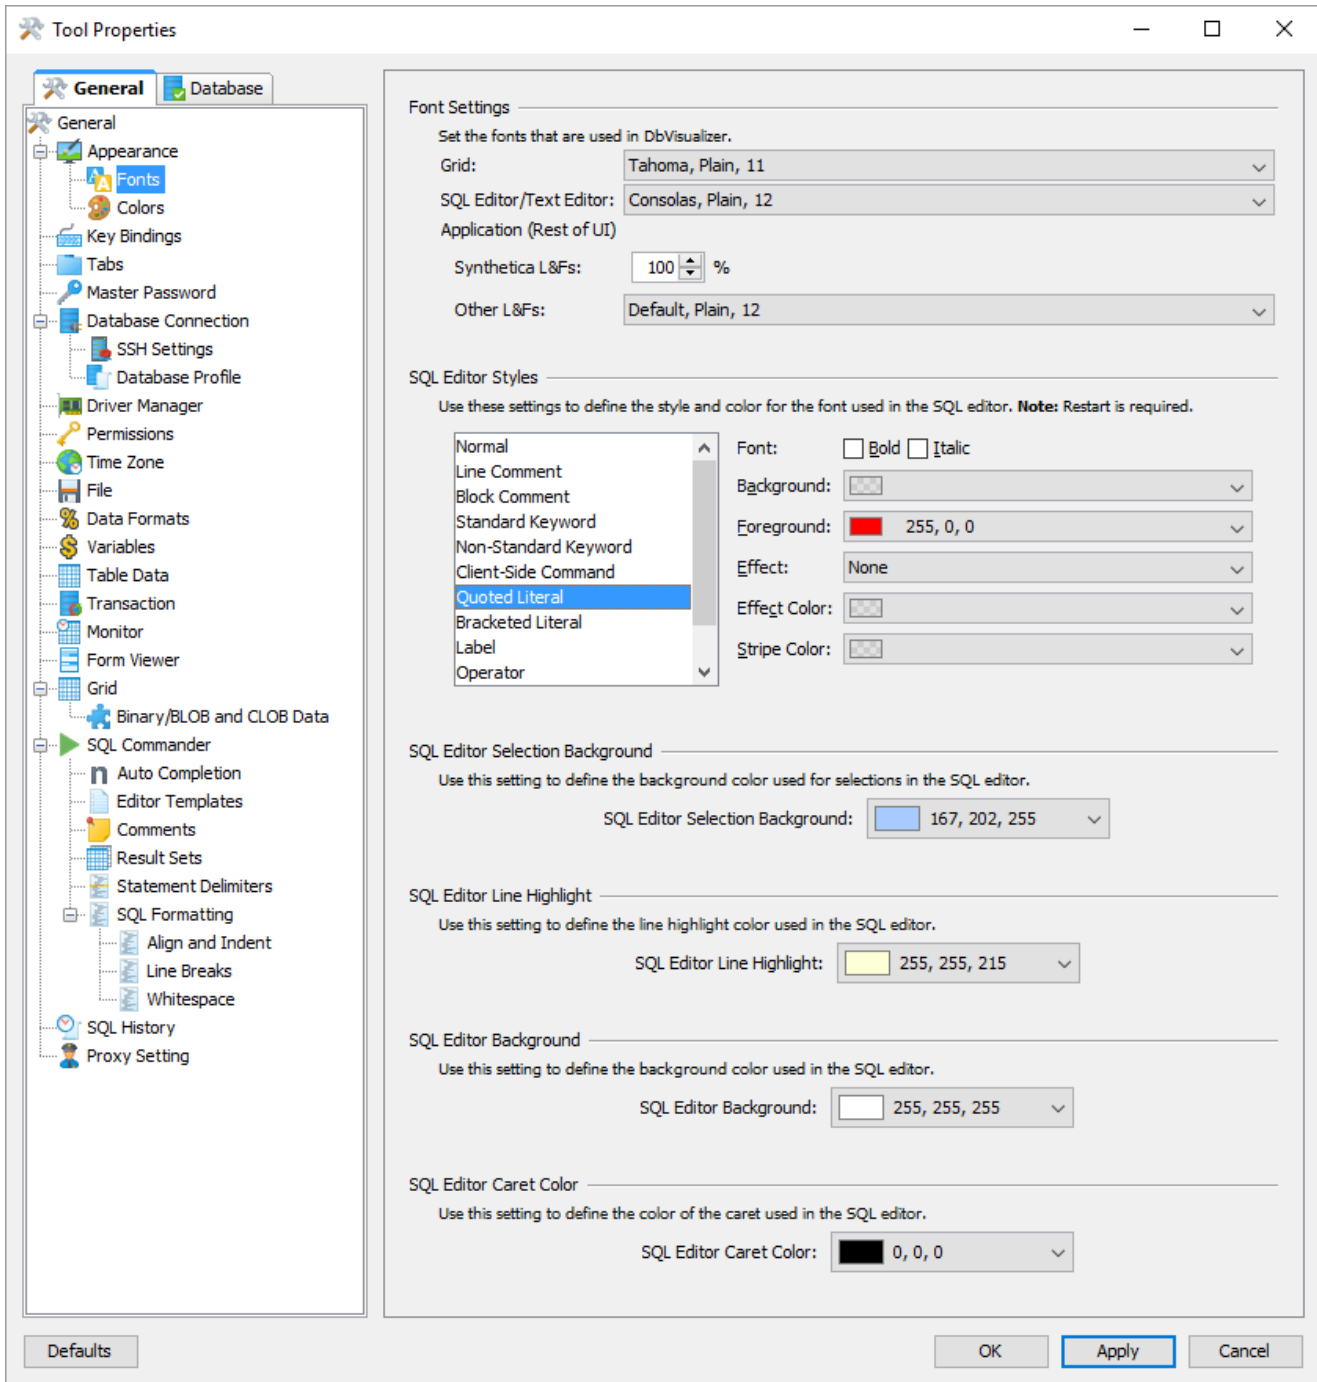 Tool Properties
General
Database
General
Appearance
Fonts
Colors
Key Bindings
Tabs
Master Password
Database Connection
SSH Settings
Database Profile
Driver Manager
Permissions
Time Zone
File
Data Formats
Variables
Table Data
Transaction
Monitor
Form Viewer
Grid
Binary/BLOB and CLOB Data
SQL Commander
Auto Completion
Editor Templates
Comments
Result Sets
Statement Delimiters
SQL Formatting
Align and Indent
Line Breaks
Whitespace
SQL History
Proxy Setting
Font Settings
Set the fonts that are used in DbVisualizer.
Grid: Tahoma, Plain, 11
SQL Editor/Text Editor: Consolas, Plain, 12
Application (Rest of UI)
Synthetica L&Fs: 100 %
Other L&Fs: Default, Plain, 12
SQL Editor Styles
Use these settings to define the style and color for the font used in the SQL editor. Note: Restart is required.
Normal
Line Comment
Block Comment
Standard Keyword
Non-Standard Keyword
Client-Side Command
Quoted Literal
Bracketed Literal
Label
Operator
Font: Bold Italic
Background:
Foreground: 255, 0, 0
Effect: None
Effect Color:
Stripe Color:
SQL Editor Selection Background
Use this setting to define the background color used for selections in the SQL editor.
SQL Editor Selection Background: 167, 202, 255
SQL Editor Line Highlight
Use this setting to define the line highlight color used in the SQL editor.
SQL Editor Line Highlight: 255, 255, 215
SQL Editor Background
Use this setting to define the background color used in the SQL editor.
SQL Editor Background: 255, 255, 255
SQL Editor Caret Color
Use this setting to define the color of the caret used in the SQL editor.
SQL Editor Caret Color: 0, 0, 0
Defaults
OK
Apply
Cancel